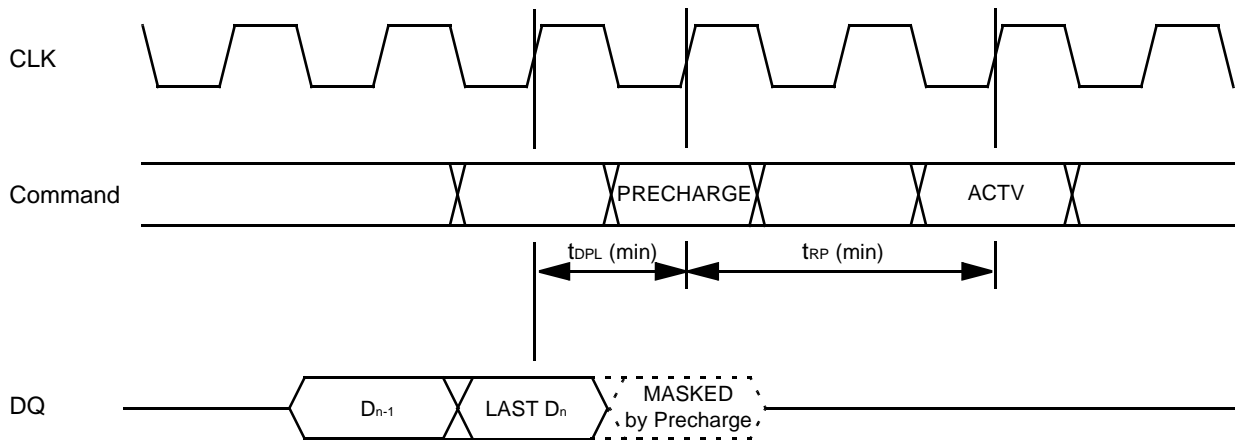 CLK
Command
PRECHARGE
ACTV
tDPL (min)
tRP (min)
DQ
Dn-1
LAST Dn
MASKED
by Precharge